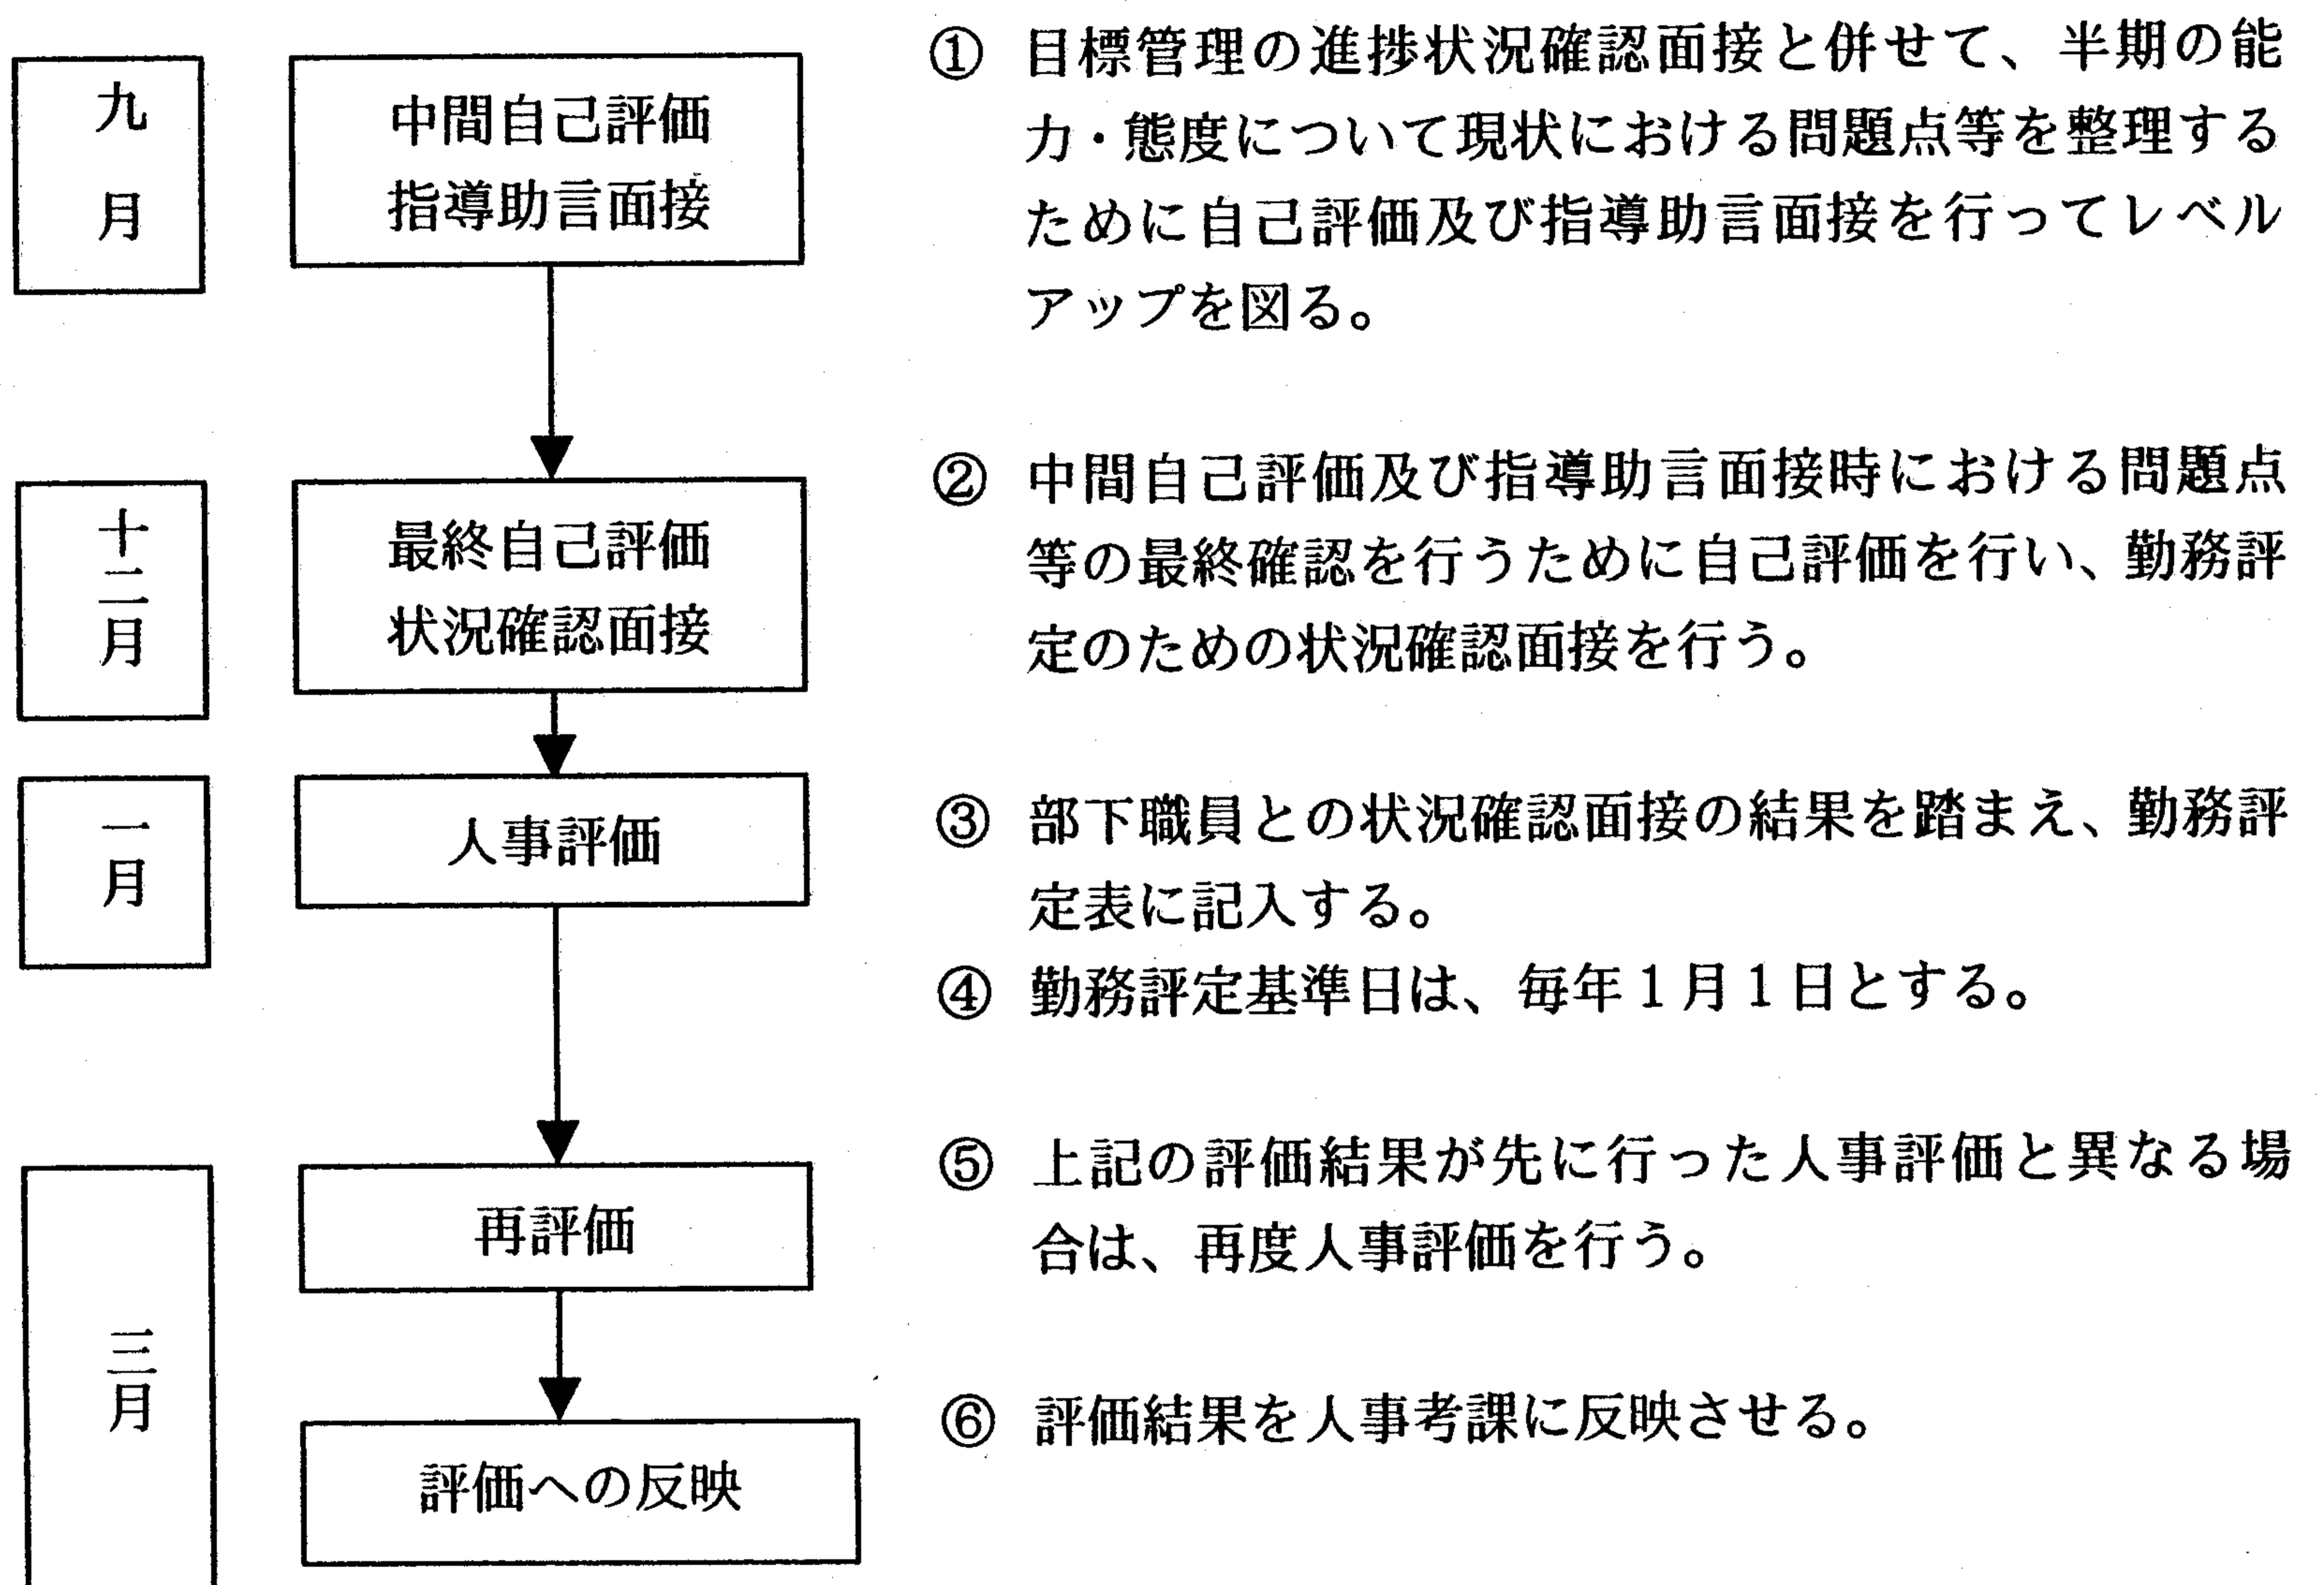 九月
中間自己評価
指導助言面接
① 目標管理の進捗状況確認面接と併せて、半期の能
力・態度について現状における問題点等を整理する
ために自己評価及び指導助言面接を行ってレベル
アップを図る。
十二月
最終自己評価
状況確認面接
② 中間自己評価及び指導助言面接時における問題点
等の最終確認を行うために自己評価を行い、勤務評
定のための状況確認面接を行う。
一月
人事評価
③ 部下職員との状況確認面接の結果を踏まえ、勤務評
定表に記入する。
④ 勤務評定基準日は、毎年1月1日とする。
三月
再評価
⑤ 上記の評価結果が先に行った人事評価と異なる場
合は、再度人事評価を行う。
評価への反映
⑥ 評価結果を人事考課に反映させる。